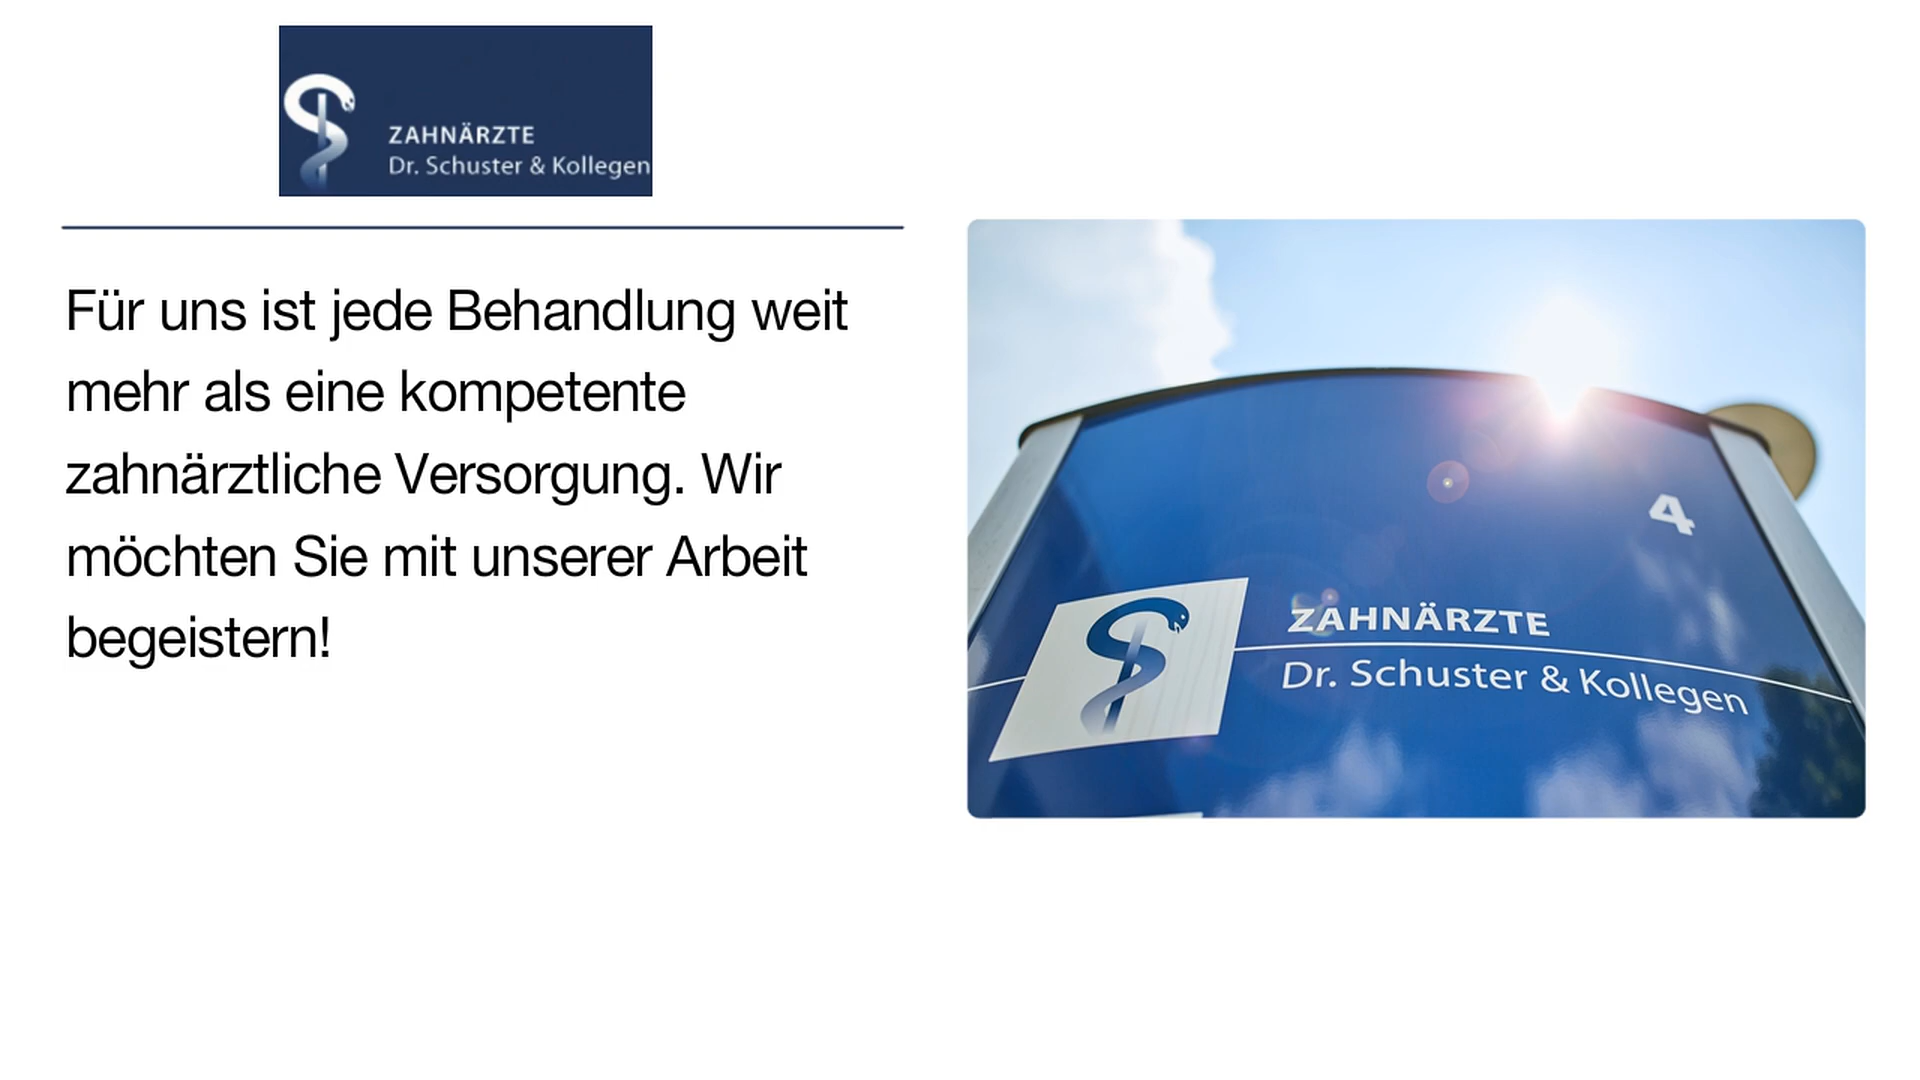 ZAHNÄRZTE
Dr. Schuster & Kollegen
Für uns ist jede Behandlung weit
mehr als eine kompetente
zahnärztliche Versorgung. Wir
möchten Sie mit unserer Arbeit
begeistern!
4
ZAHNÄRZTE
Dr. Schuster & Kollegen